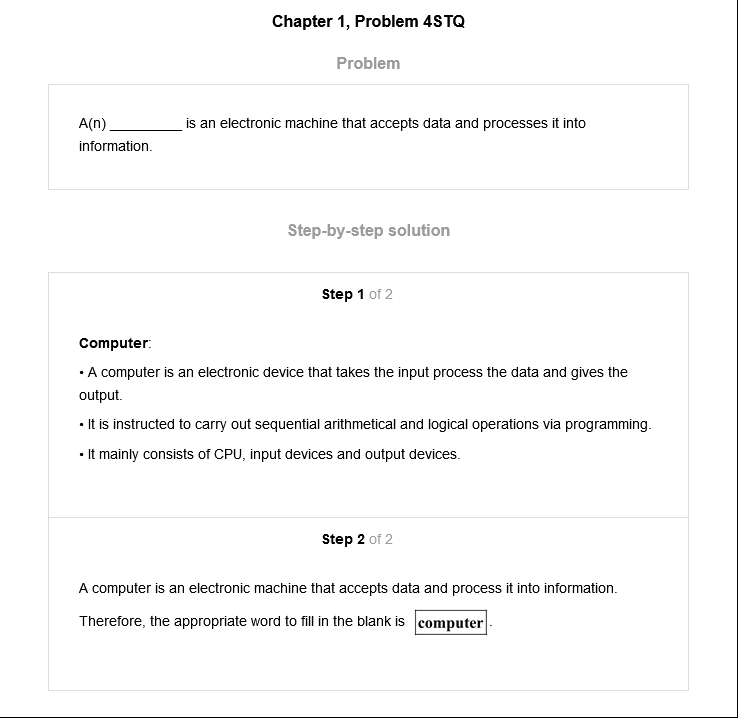 Chapter 1, Problem 4STQ
Problem
A(n) _________ is an electronic machine that accepts data and processes it into
information.
Step-by-step solution
Step 1 of 2
Computer:
• A computer is an electronic device that takes the input process the data and gives the
output.
• It is instructed to carry out sequential arithmetical and logical operations via programming.
• It mainly consists of CPU, input devices and output devices.
Step 2 of 2
A computer is an electronic machine that accepts data and process it into information.
Therefore, the appropriate word to fill in the blank is computer.